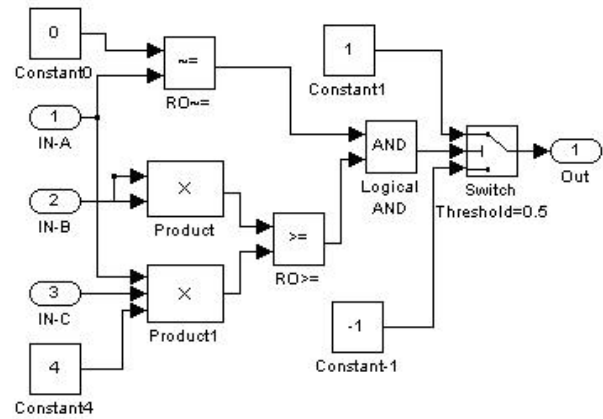 0
Constant0
~=
RO~=
1
Constant1
1
IN-A
AND
Logical
AND
Switch
Threshold=0.5
1
Out
2
IN-B
×
Product
>=
RO>=
3
IN-C
×
Product1
-1
Constant-1
4
Constant4